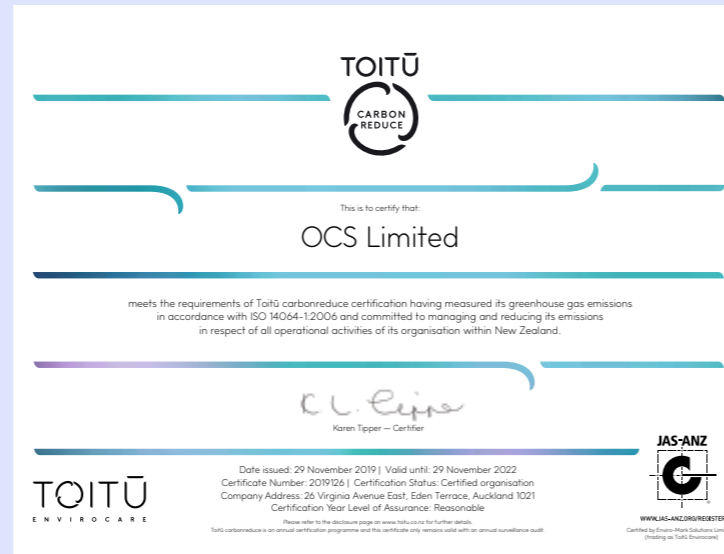 TOITŪ
CARBON
REDUCE
This is to certify that:
OCS Limited
meets the requirements of Toitū carbonreduce certification having measured its greenhouse gas emissions
in accordance with ISO 14064-1:2006 and committed to managing and reducing its emissions
in respect of all operational activities of its organisation within New Zealand.
K L. Tipper
Karen Tipper – Certifier
Date issued: 29 November 2019 | Valid until: 29 November 2022
Certificate Number: 2019126 | Certification Status: Certified organisation
Company Address: 26 Virginia Avenue East, Eden Terrace, Auckland 1021
Certification Year Level of Assurance: Reasonable
Please refer to the disclosure page on www.toitu.co.nz for further details.
Toitū carbonreduce is an annual certification programme and this certificate only remains valid with an annual surveillance audit
TOITŪ
ENVIROCARE
JAS-ANZ
C
WWW.JAS-ANZ.ORG/REGISTER
Certified by Enviro-Mark Solutions Limi
(trading as Toitū Envirocare)